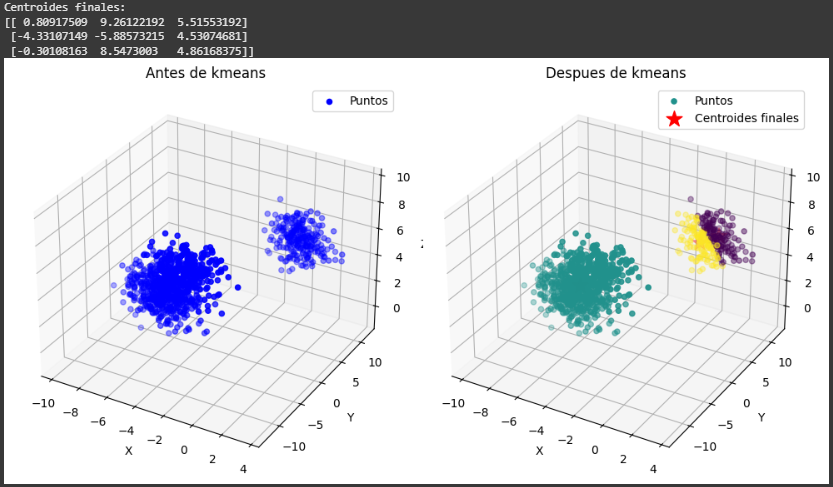 Centroides finales:
[[ 0.80917509  9.26122192  5.51553192]
 [-4.33107149 -5.88573215  4.53074681]
 [-0.30108163  8.5473003   4.86168375]]
Antes de kmeans
Puntos
10
8
6
4
2
0
10
5
0
−5
−10
Y
−10
−8
−6
−4
−2
0
2
4
X
Despues de kmeans
Puntos
Centroides finales
10
8
6
4
2
0
10
5
0
−5
−10
Y
−10
−8
−6
−4
−2
0
2
4
X